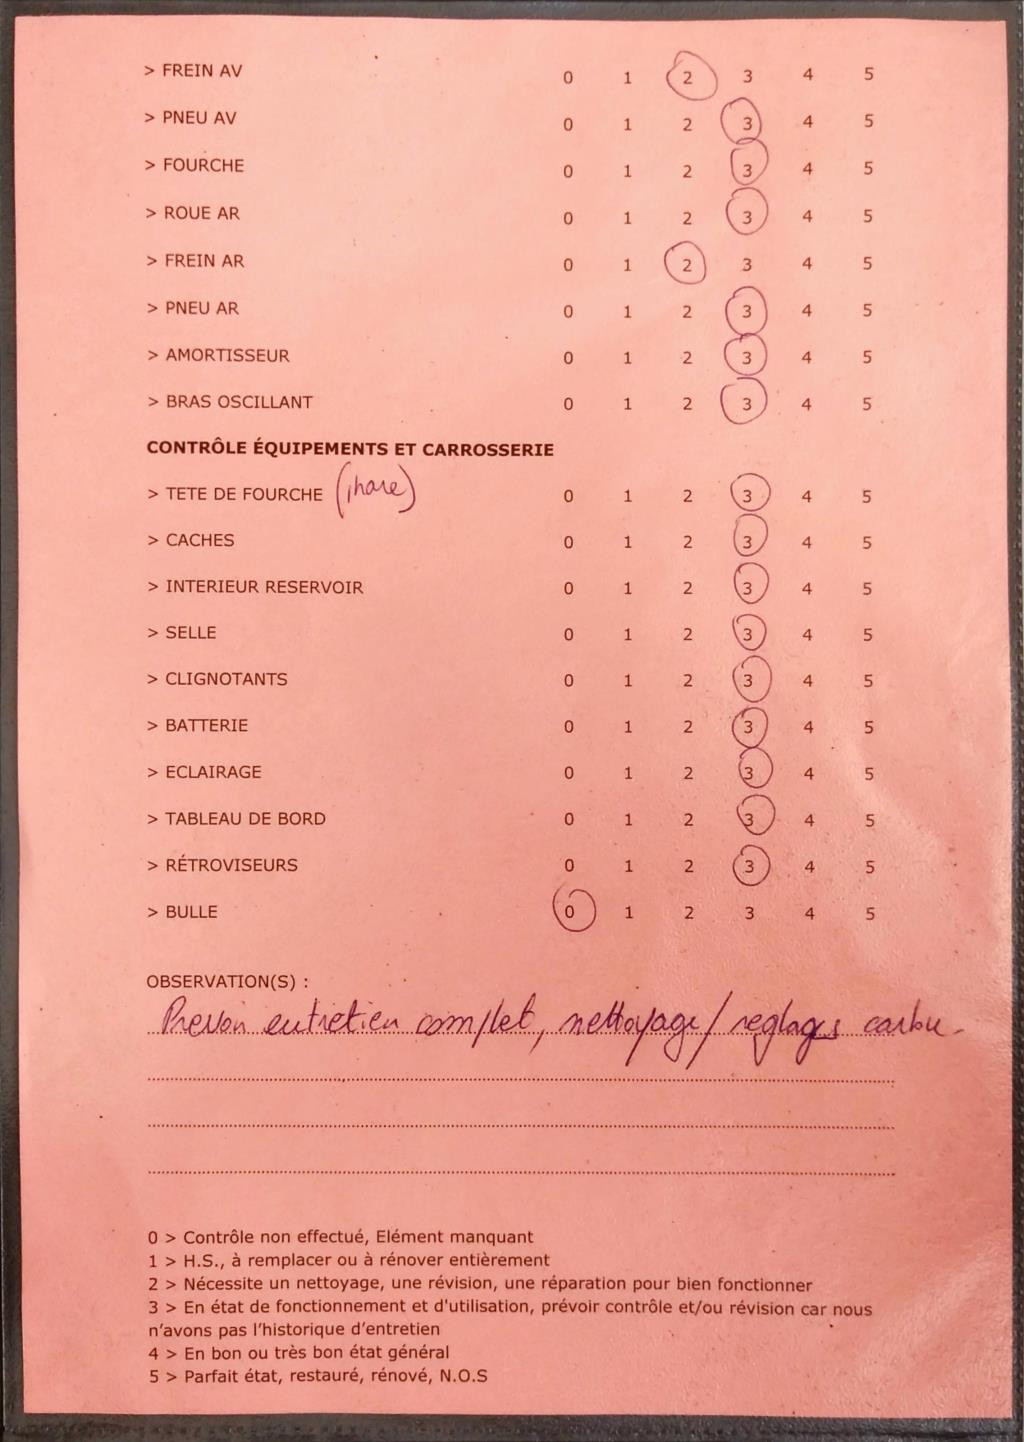 > FREIN AV 0 1 2 3 4 5
> PNEU AV 0 1 2 3 4 5
> FOURCHE 0 1 2 3 4 5
> ROUE AR 0 1 2 3 4 5
> FREIN AR 0 1 2 3 4 5
> PNEU AR 0 1 2 3 4 5
> AMORTISSEUR 0 1 2 3 4 5
> BRAS OSCILLANT 0 1 2 3 4 5
CONTRÔLE ÉQUIPEMENTS ET CARROSSERIE
> TETE DE FOURCHE (phare) 0 1 2 3 4 5
> CACHES 0 1 2 3 4 5
> INTERIEUR RESERVOIR 0 1 2 3 4 5
> SELLE 0 1 2 3 4 5
> CLIGNOTANTS 0 1 2 3 4 5
> BATTERIE 0 1 2 3 4 5
> ECLAIRAGE 0 1 2 3 4 5
> TABLEAU DE BORD 0 1 2 3 4 5
> RÉTROVISEURS 0 1 2 3 4 5
> BULLE 0 1 2 3 4 5
OBSERVATION(S) :
Prevoir entretien complet, nettoyage/reglages carbu.
0 > Contrôle non effectué, Elément manquant
1 > H.S., à remplacer ou à rénover entièrement
2 > Nécessite un nettoyage, une révision, une réparation pour bien fonctionner
3 > En état de fonctionnement et d'utilisation, prévoir contrôle et/ou révision car nous
n'avons pas l'historique d'entretien
4 > En bon ou très bon état général
5 > Parfait état, restauré, rénové, N.O.S